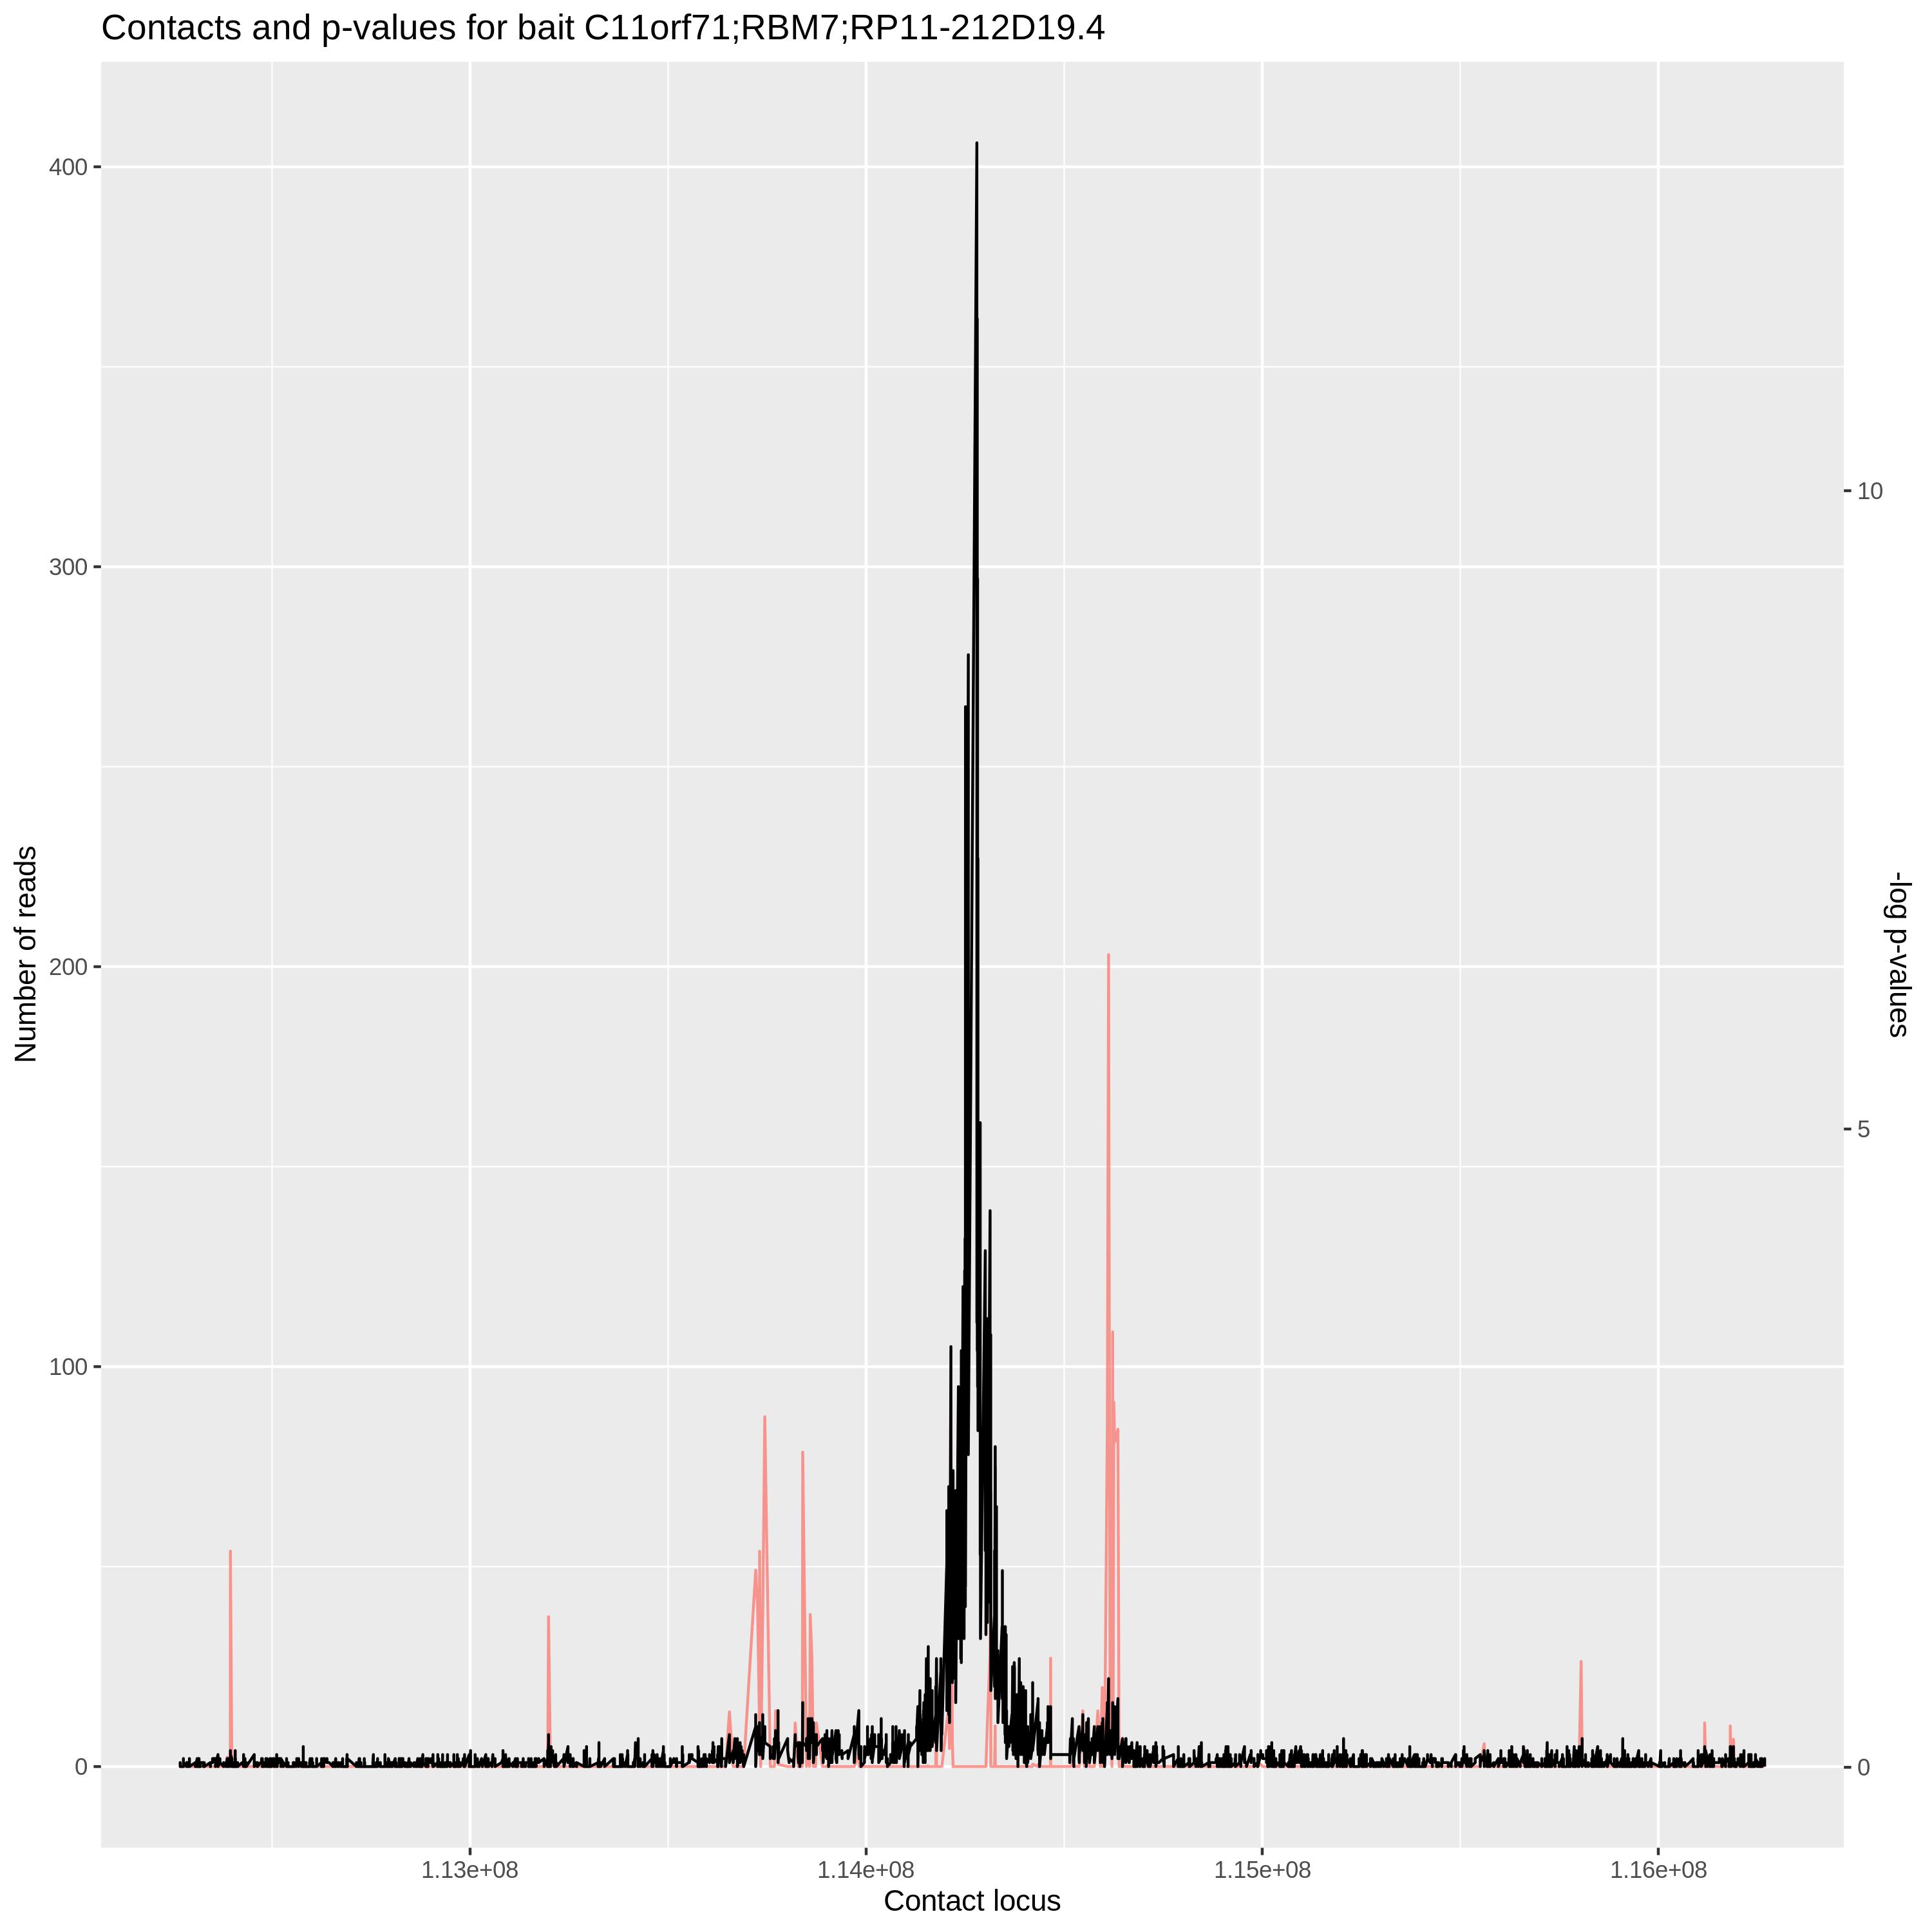 Contacts and p-values for bait C11orf71;RBM7;RP11-212D19.4
400
300
200
100
0
Number of reads
10
5
0
-log p-values
1.13e+08
1.14e+08
1.15e+08
1.16e+08
Contact locus